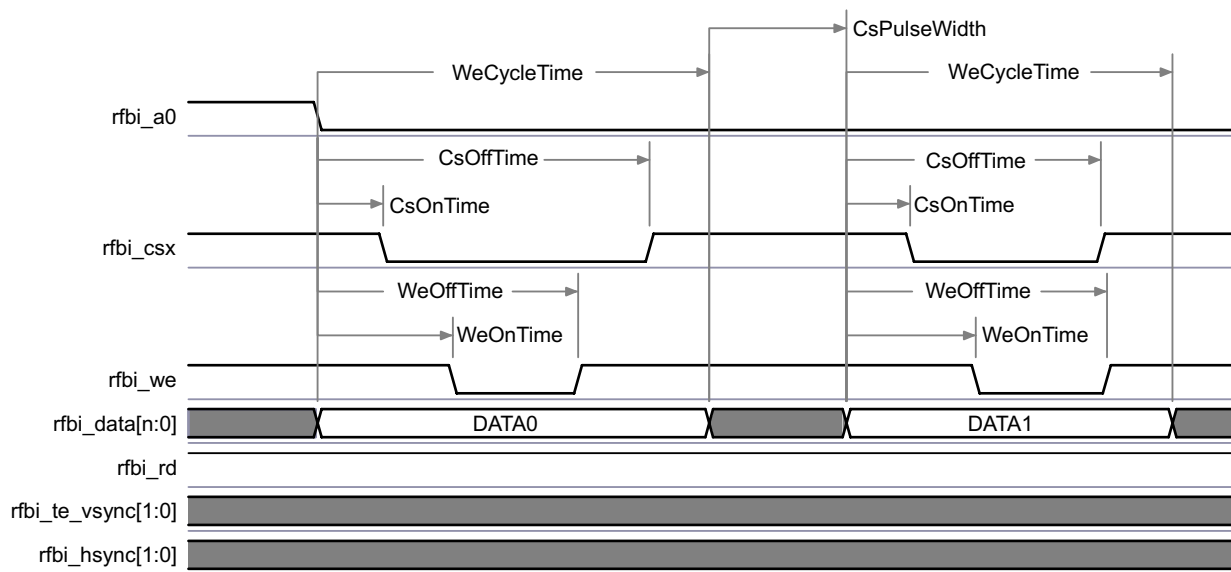 CsPulseWidth
WeCycleTime WeCycleTime
rfbi_a0
CsOffTime CsOffTime
CsOnTime CsOnTime
rfbi_csx
WeOffTime WeOffTime
WeOnTime WeOnTime
rfbi_we
rfbi_data[n:0] DATA0 DATA1
rfbi_rd
rfbi_te_vsync[1:0]
rfbi_hsync[1:0]